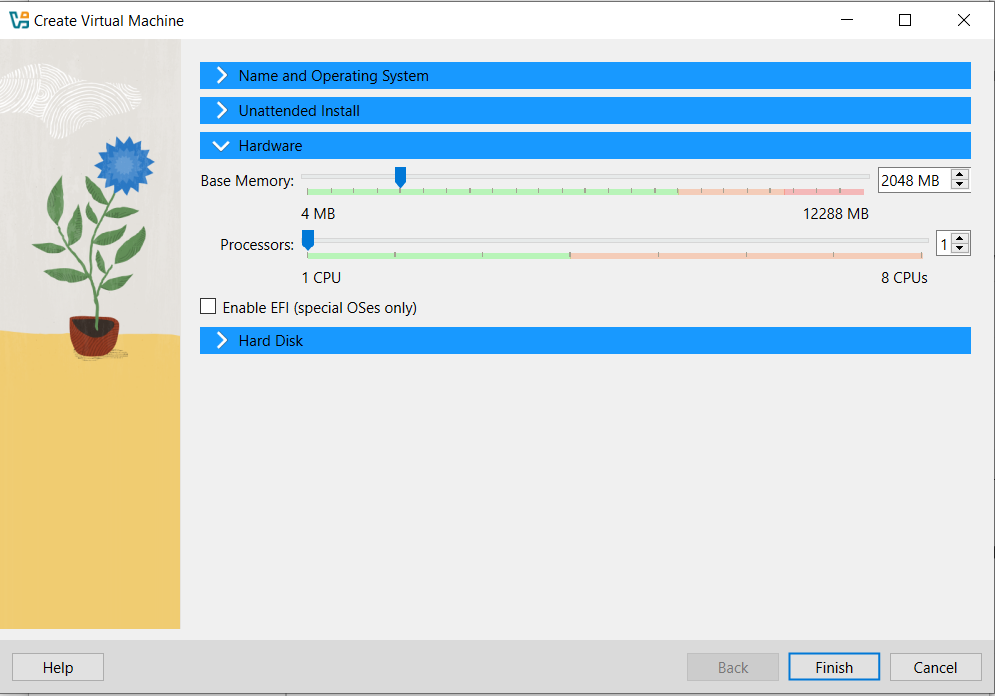 Create Virtual Machine
Name and Operating System
Unattended Install
Hardware
Base Memory: 2048 MB
4 MB 12288 MB
Processors: 1
1 CPU 8 CPUs
Enable EFI (special OSes only)
Hard Disk
Help Back Finish Cancel